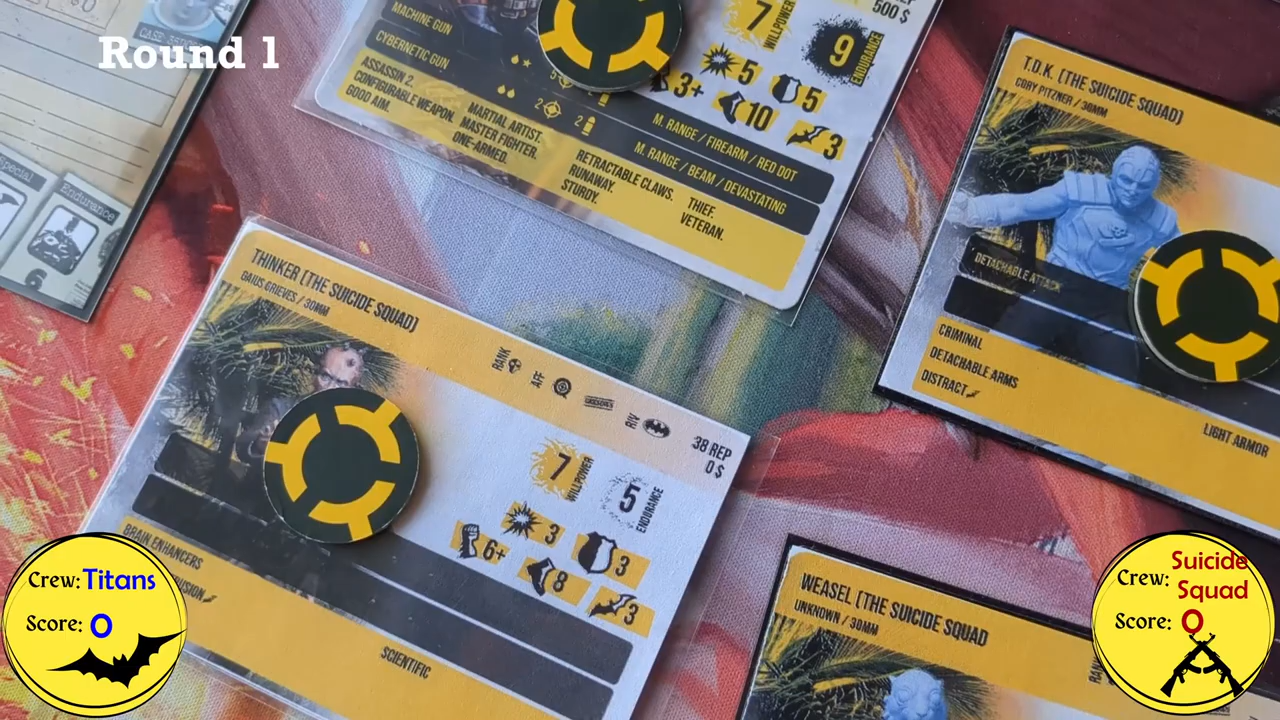 Round 1
Endurance
6
MACHINE GUN
CYBERNETIC GUN
ASSASSIN 2.
CONFIGURABLE WEAPON.
GOOD AIM.
MARTIAL ARTIST.
MASTER FIGHTER.
ONE-ARMED.
RETRACTABLE CLAWS.
RUNAWAY.
STURDY.
THIEF.
VETERAN.
M. RANGE / FIREARM / RED DOT
M. RANGE / BEAM / DEVASTATING
REP
500 $
7 WILLPOWER
9 ENDURANCE
5 5
3+ 10 3
T.D.K. (THE SUICIDE SQUAD)
CORY PITZNER / 30MM
DETACHABLE ATTACK
CRIMINAL
DETACHABLE ARMS
DISTRACT
LIGHT ARMOR
THINKER (THE SUICIDE SQUAD)
GAIUS GRIEVES / 30MM
RANK
AFF
RIV
38 REP
0 $
7 WILLPOWER
5 ENDURANCE
3 3
6+ 8 3
BRAIN ENHANCERS
SCIENTIFIC
WEASEL (THE SUICIDE SQUAD
UNKNOWN / 30MM
Crew: Titans
Score: 0
Crew: Suicide Squad
Score: 0